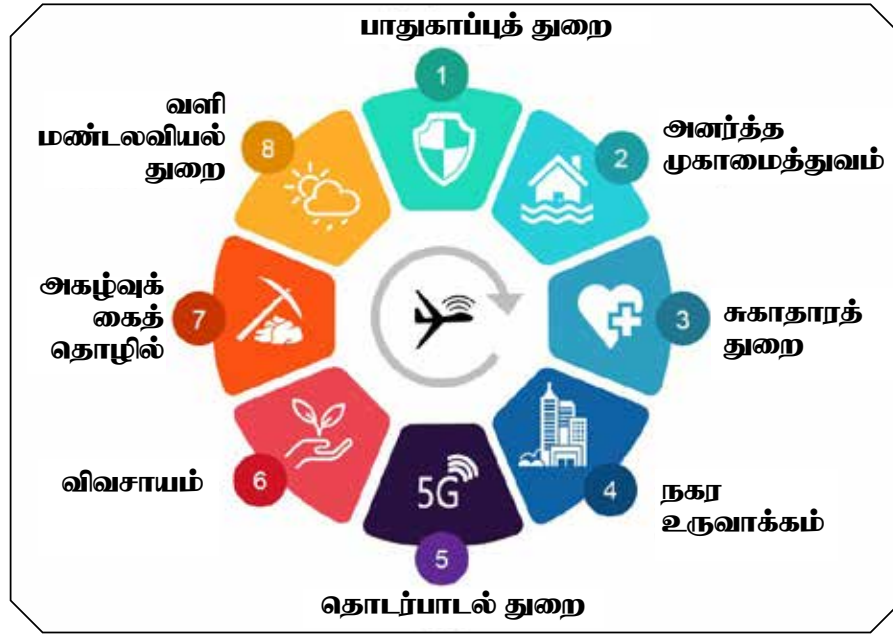 பாதுகாப்புத் துறை
1
அனர்த்த
முகாமைத்துவம்
2
சுகாதாரத்
துறை
3
நகர
உருவாக்கம்
4
5G
5
தொடர்பாடல் துறை
விவசாயம்
6
அகழ்வுக்
கைத்
தொழில்
7
வளி
மண்டலவியல்
துறை
8